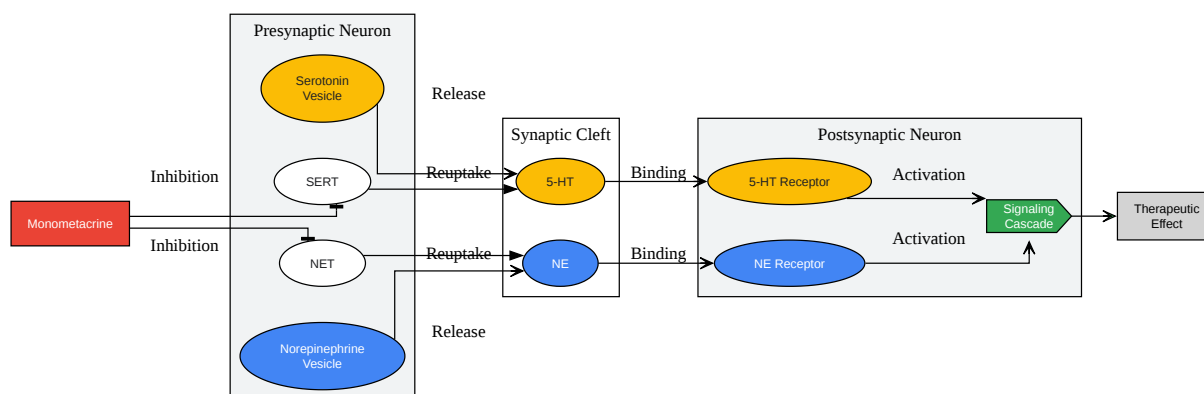 Presynaptic Neuron
Serotonin
Vesicle
Release
Synaptic Cleft
Postsynaptic Neuron
Inhibition
SERT
Reuptake
5-HT
Binding
5-HT Receptor
Activation
Monometacrine
Signaling
Cascade
Therapeutic
Effect
Inhibition
NET
Reuptake
NE
Binding
NE Receptor
Activation
Release
Norepinephrine
Vesicle